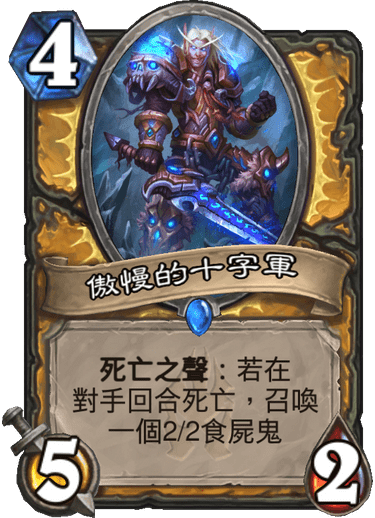 4
傲慢的十字軍
死亡之聲：若在
對手回合死亡，召喚
一個2/2食屍鬼
5
2